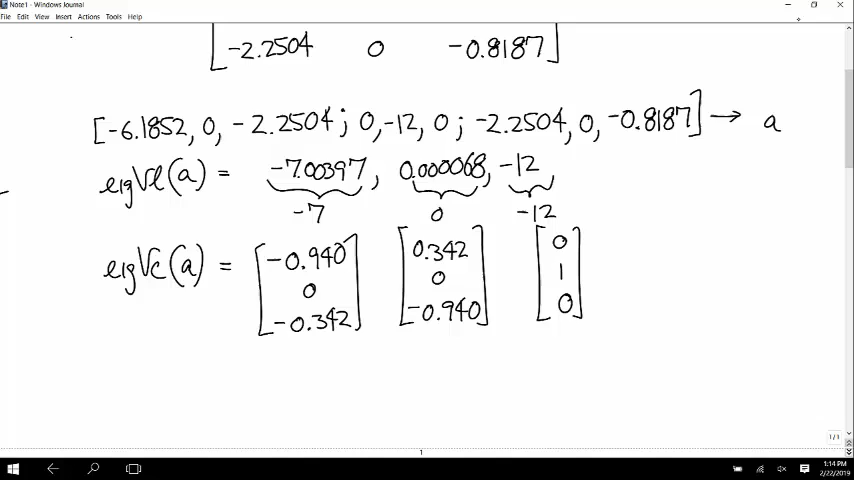 Note1 - Windows Journal
File Edit View Insert Actions Tools Help
[-2.2504 0 -0.8187]
[-6.1852, 0, -2.2504; 0, -12, 0; -2.2504, 0, -0.8187] → a
eigVl(a) = -7.00397, 0.000068, -12
-7 0 -12
eigVc(a) = [-0.940 0 -0.342] [0.342 0 -0.940] [0 1 0]
1/1
1
1:14 PM
2/22/2019